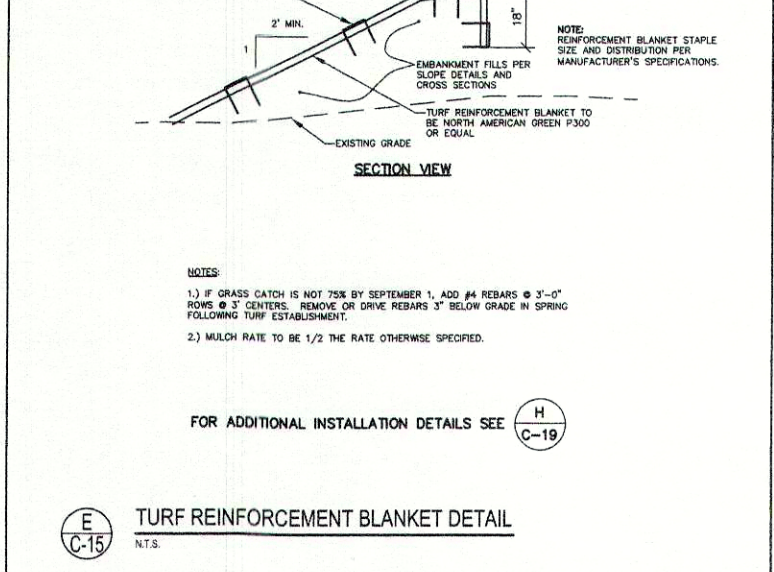 2' MIN.
1
18"
NOTE:
REINFORCEMENT BLANKET STAPLE
SIZE AND DISTRIBUTION PER
MANUFACTURER'S SPECIFICATIONS.
EMBANKMENT FILLS PER
SLOPE DETAILS AND
CROSS SECTIONS
TURF REINFORCEMENT BLANKET TO
BE NORTH AMERICAN GREEN P300
OR EQUAL
EXISTING GRADE
SECTION VIEW
NOTES:
1.) IF GRASS CATCH IS NOT 75% BY SEPTEMBER 1, ADD #4 REBARS @ 3'-0"
ROWS @ 3' CENTERS. REMOVE OR DRIVE REBARS 3" BELOW GRADE IN SPRING
FOLLOWING TURF ESTABLISHMENT.
2.) MULCH RATE TO BE 1/2 THE RATE OTHERWISE SPECIFIED.
FOR ADDITIONAL INSTALLATION DETAILS SEE
H
C-19
E
C-15
TURF REINFORCEMENT BLANKET DETAIL
N.T.S.